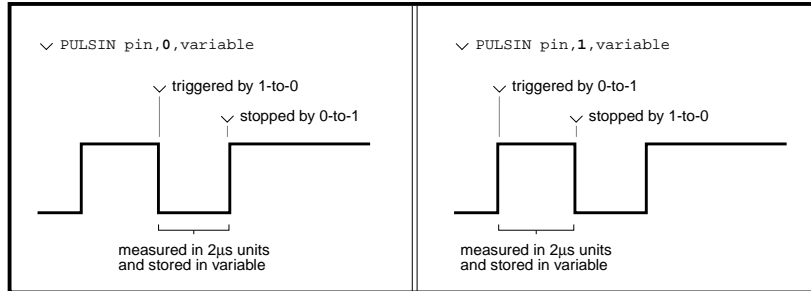 PULSIN pin,0,variable
triggered by 1-to-0
stopped by 0-to-1
measured in 2µs units
and stored in variable
PULSIN pin,1,variable
triggered by 0-to-1
stopped by 1-to-0
measured in 2µs units
and stored in variable